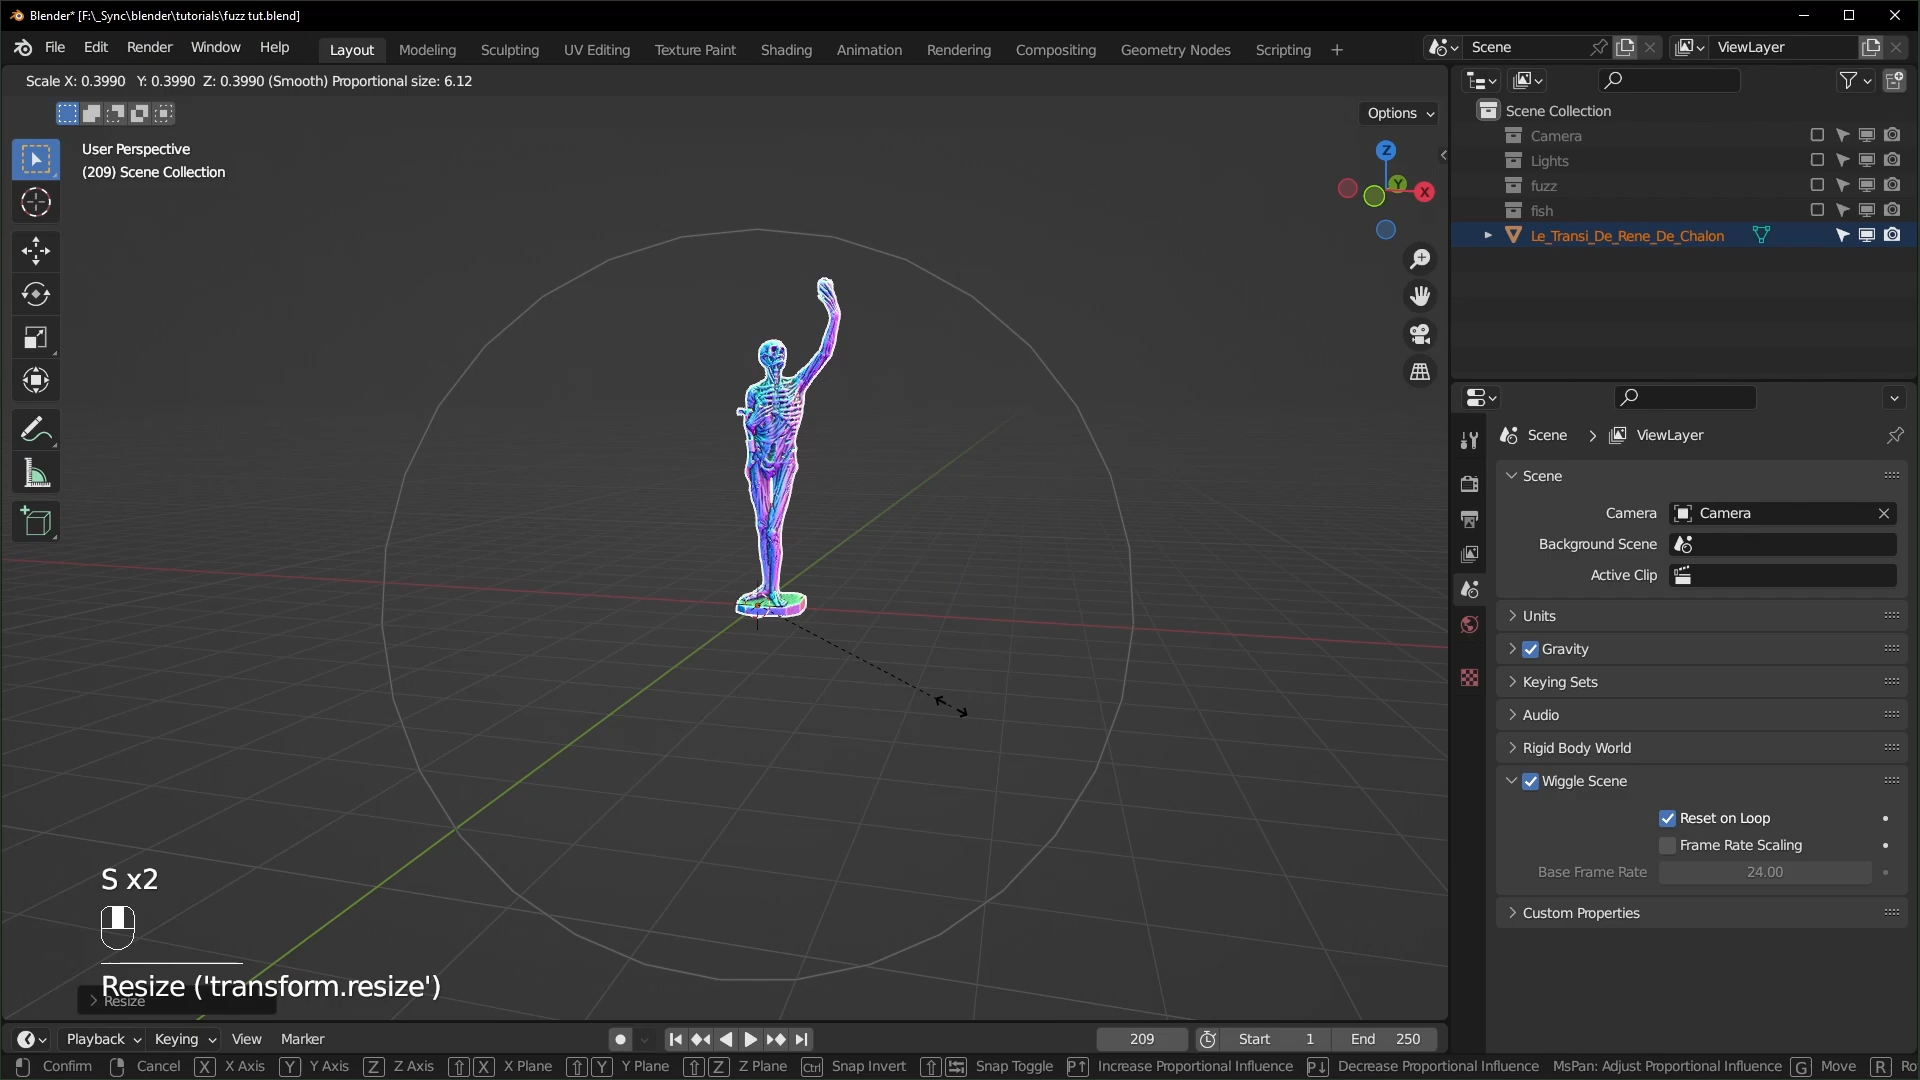 Blender* [F:\_Sync\blender\tutorials\fuzz tut.blend]
File Edit Render Window Help Layout Modeling Sculpting UV Editing Texture Paint Shading Animation Rendering Compositing Geometry Nodes Scripting + Scene ViewLayer
Scale X: 0.3990 Y: 0.3990 Z: 0.3990 (Smooth) Proportional size: 6.12
Options
User Perspective
(209) Scene Collection
Z
Y
X
Scene Collection
Camera
Lights
fuzz
fish
Le_Transi_De_Rene_De_Chalon
Scene > ViewLayer
Scene
Camera Camera
Background Scene
Active Clip
Units
Gravity
Keying Sets
Audio
Rigid Body World
Wiggle Scene
Reset on Loop
Frame Rate Scaling
Base Frame Rate 24.00
Custom Properties
S x2
Resize ('transform.resize')
Resize
Playback Keying View Marker 209 Start 1 End 250
Confirm Cancel X X Axis Y Y Axis Z Z Axis X X Plane Y Y Plane Z Z Plane Ctrl Snap Invert Snap Toggle P↑ Increase Proportional Influence P↓ Decrease Proportional Influence MsPan: Adjust Proportional Influence G Move R Ro